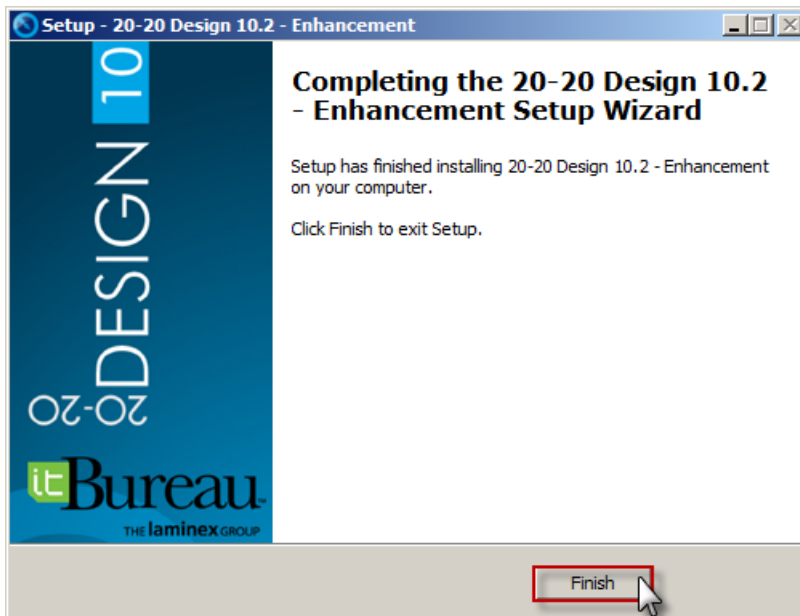 Setup - 20-20 Design 10.2 - Enhancement
20-20 DESIGN 10
itBureau™
THE laminex GROUP
Completing the 20-20 Design 10.2
- Enhancement Setup Wizard
Setup has finished installing 20-20 Design 10.2 - Enhancement
on your computer.
Click Finish to exit Setup.
Finish